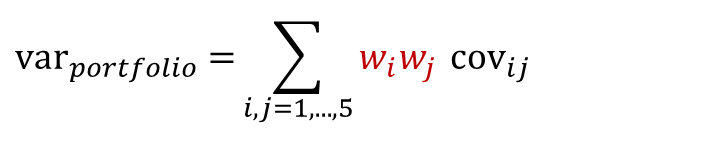 var_portfolio = ∑_{i,j=1,...,5} w_i w_j cov_ij